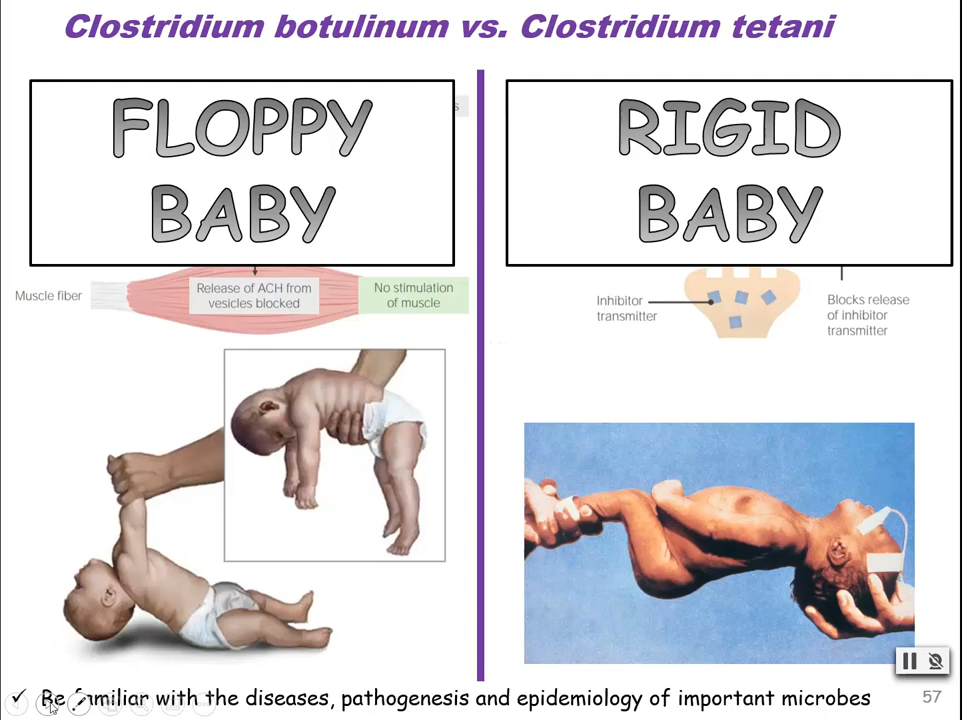 Clostridium botulinum vs. Clostridium tetani
FLOPPY
BABY
s
Muscle fiber
Release of ACH from
vesicles blocked
No stimulation
of muscle
RIGID
BABY
Inhibitor
transmitter
Blocks release
of inhibitor
transmitter
✓ Be familiar with the diseases, pathogenesis and epidemiology of important microbes
57